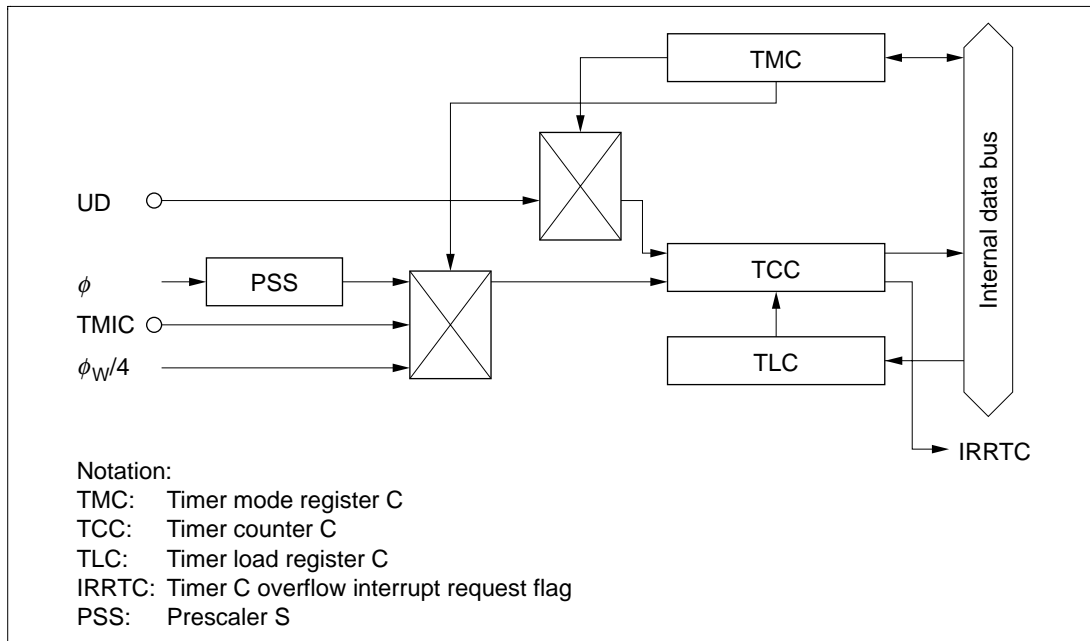 TMC
UD
TCC
Internal data bus
ϕ
PSS
TMIC
TLC
ϕW/4
IRRTC
Notation:
TMC: Timer mode register C
TCC: Timer counter C
TLC: Timer load register C
IRRTC: Timer C overflow interrupt request flag
PSS: Prescaler S